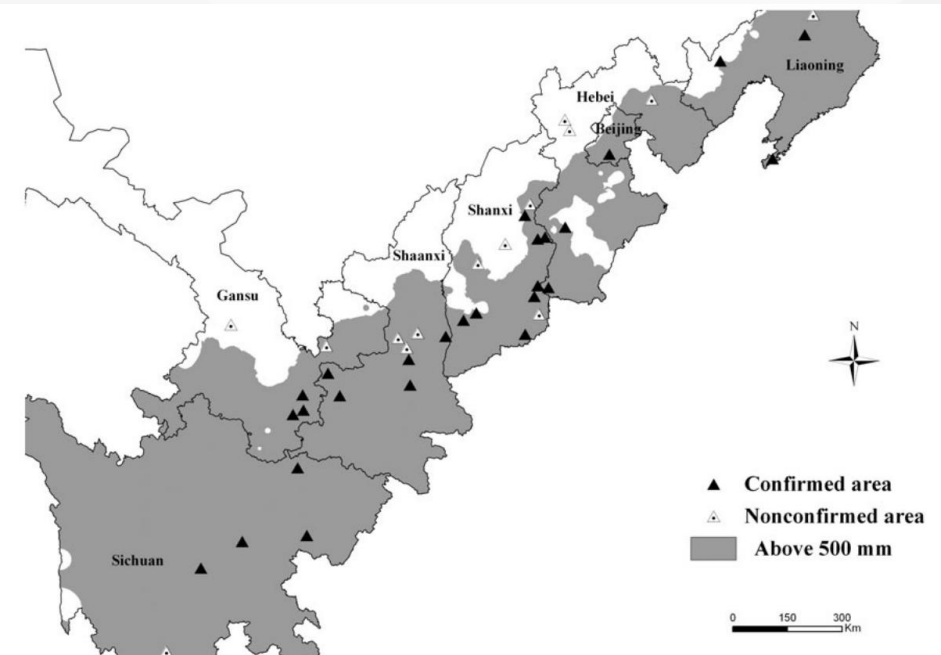 Liaoning
Hebei
Beijing
Shanxi
Shaanxi
Gansu
N
Confirmed area
Nonconfirmed area
Sichuan
Above 500 mm
0 150 300
Km